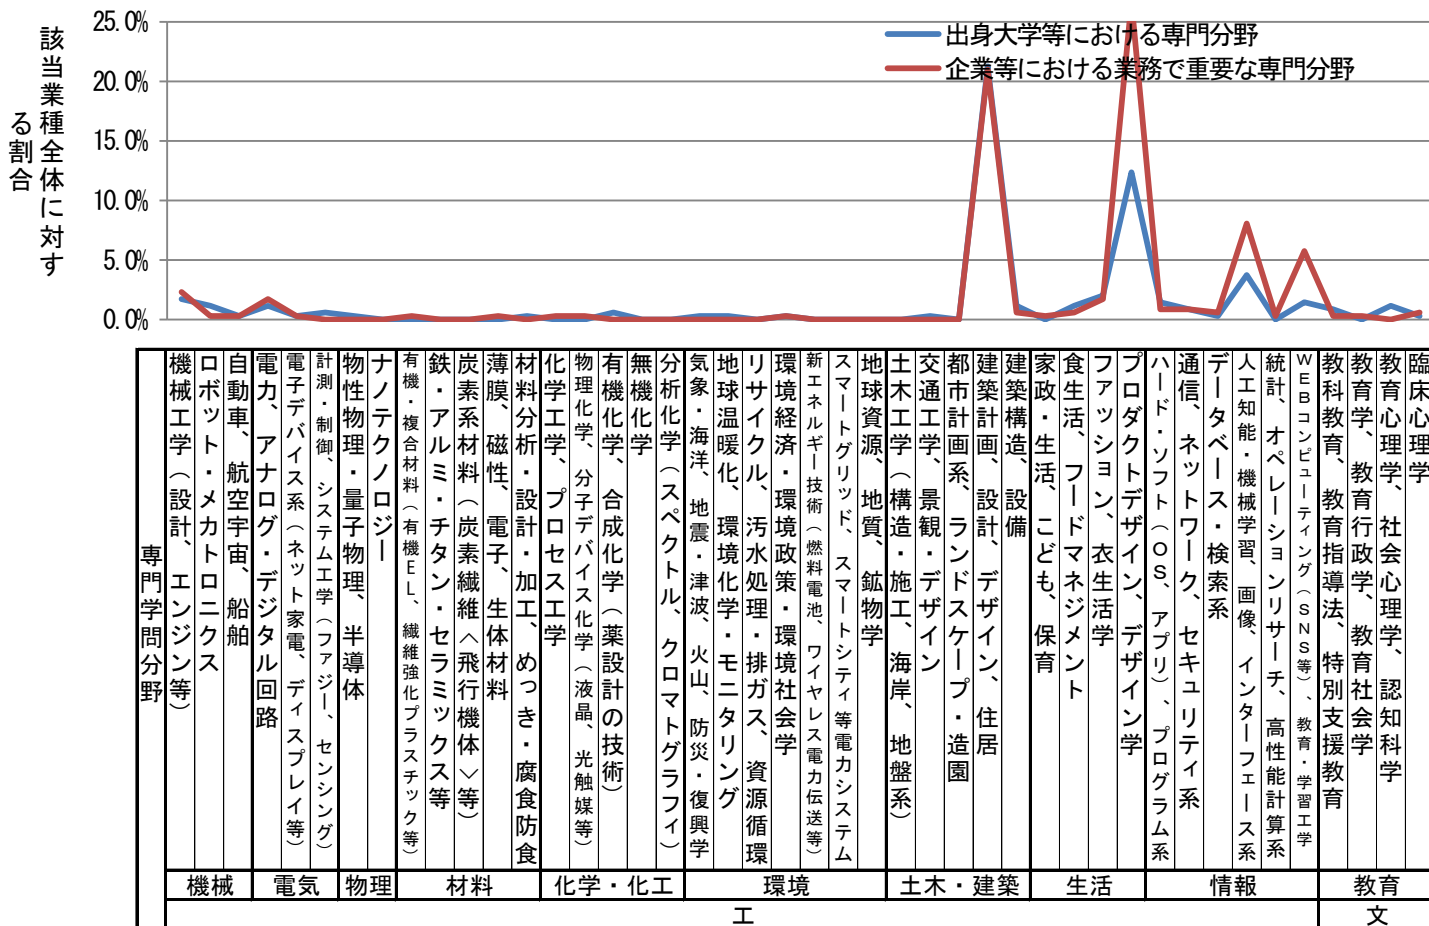 該当業種全体に対す
る割合
25.0%
20.0%
15.0%
10.0%
5.0%
0.0%
出身大学等における専門分野
企業等における業務で重要な専門分野
専門学問分野
機械工学（設計、エンジン等）
ロボット・メカトロニクス
自動車、航空宇宙、船舶
電力、アナログ・デジタル回路
電子デバイス系（ネット家電、ディスプレイ等）
計測・制御、システム工学（ファジー、センシング）
物性物理・量子物理、半導体
ナノテクノロジー
有機・複合材料（有機ＥＬ、繊維強化プラスチック等）
鉄・アルミ・チタン・セラミックス等
炭素系材料（炭素繊維＜飛行機体＞等）
薄膜、磁性、電子、生体材料
材料分析・設計・加工、めっき・腐食防食
化学工学、プロセス工学
物理化学、分子デバイス化学（液晶、光触媒等）
有機化学、合成化学（薬設計の技術）
無機化学
分析化学（スペクトル、クロマトグラフィ）
気象・海洋、地震・津波、火山、防災・復興学
地球温暖化、環境化学・モニタリング
リサイクル、汚水処理・排ガス、資源循環
環境経済・環境政策・環境社会学
新エネルギー技術（燃料電池、ワイヤレス電力伝送等）
スマートグリッド、スマートシティ等電力システム
地球資源、地質、鉱物学
土木工学（構造・施工、海岸、地盤系）
交通工学、景観・デザイン
都市計画系、ランドスケープ・造園
建築計画、設計、デザイン、住居
建築構造、設備
家政・生活、こども、保育
食生活、フードマネジメント
ファッション、衣生活学
プロダクトデザイン、デザイン学
ハード・ソフト（ＯＳ、アプリ）、プログラム系
通信、ネットワーク、セキュリティ系
データベース・検索系
人工知能・機械学習、画像、インターフェース系
統計、オペレーションリサーチ、高性能計算系
ＷＥＢコンピューティング（ＳＮＳ等）、教育・学習工学
教科教育、教育指導法、特別支援教育
教育学、教育行政学、教育社会学
教育心理学、社会心理学、認知科学
臨床心理学
機械
電気
物理
材料
化学・化工
環境
土木・建築
生活
情報
教育
工
文